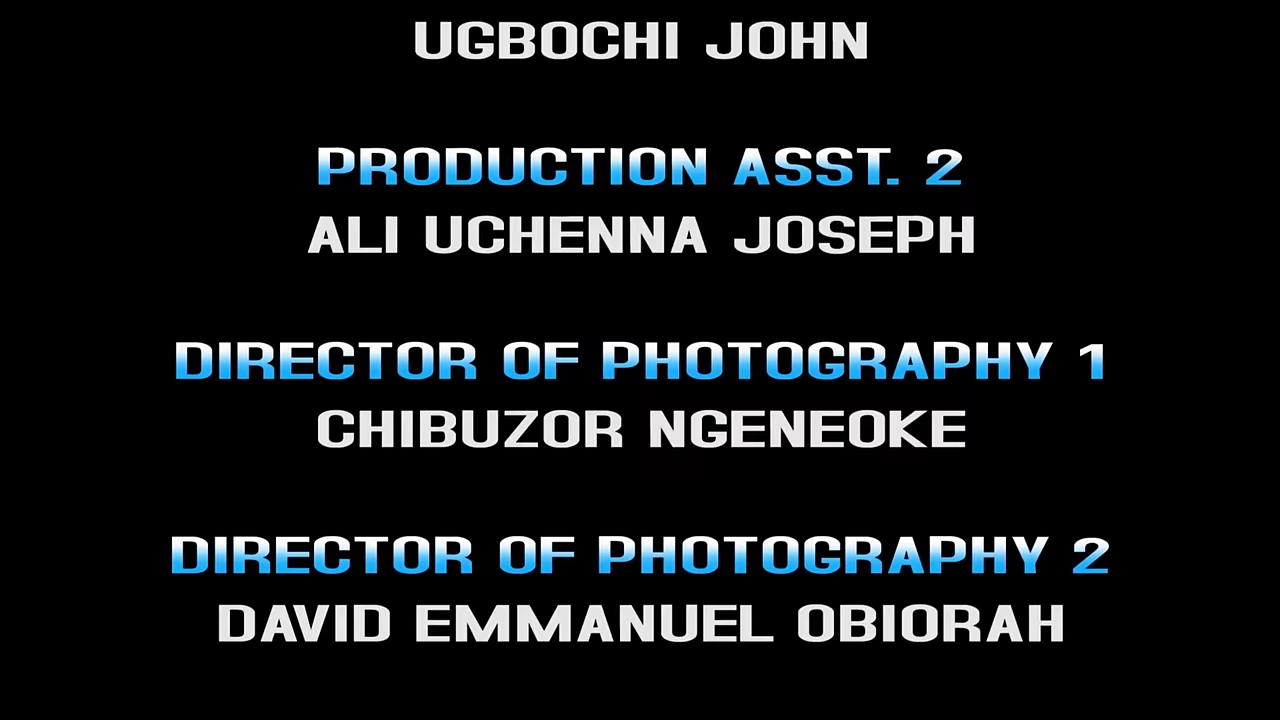 UGBOCHI JOHN
PRODUCTION ASST. 2
ALI UCHENNA JOSEPH
DIRECTOR OF PHOTOGRAPHY 1
CHIBUZOR NGENEOKE
DIRECTOR OF PHOTOGRAPHY 2
DAVID EMMANUEL OBIORAH